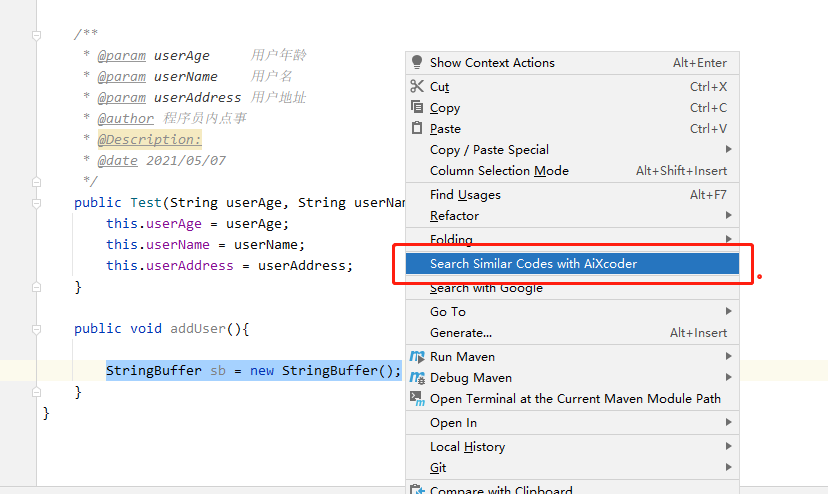 /**
* @param userAge 用户年龄
* @param userName 用户名
* @param userAddress 用户地址
* @author 程序员内点事
* @Description:
* @date 2021/05/07
*/
public Test(String userAge, String userNam
this.userAge = userAge;
this.userName = userName;
this.userAddress = userAddress;
}
public void addUser(){
StringBuffer sb = new StringBuffer();
}
}
Show Context Actions Alt+Enter
Cut Ctrl+X
Copy Ctrl+C
Paste Ctrl+V
Copy / Paste Special
Column Selection Mode Alt+Shift+Insert
Find Usages Alt+F7
Refactor
Folding
Search Similar Codes with AiXcoder
Search with Google
Go To
Generate... Alt+Insert
Run Maven
Debug Maven
Open Terminal at the Current Maven Module Path
Open In
Local History
Git
Compare with Clipboard